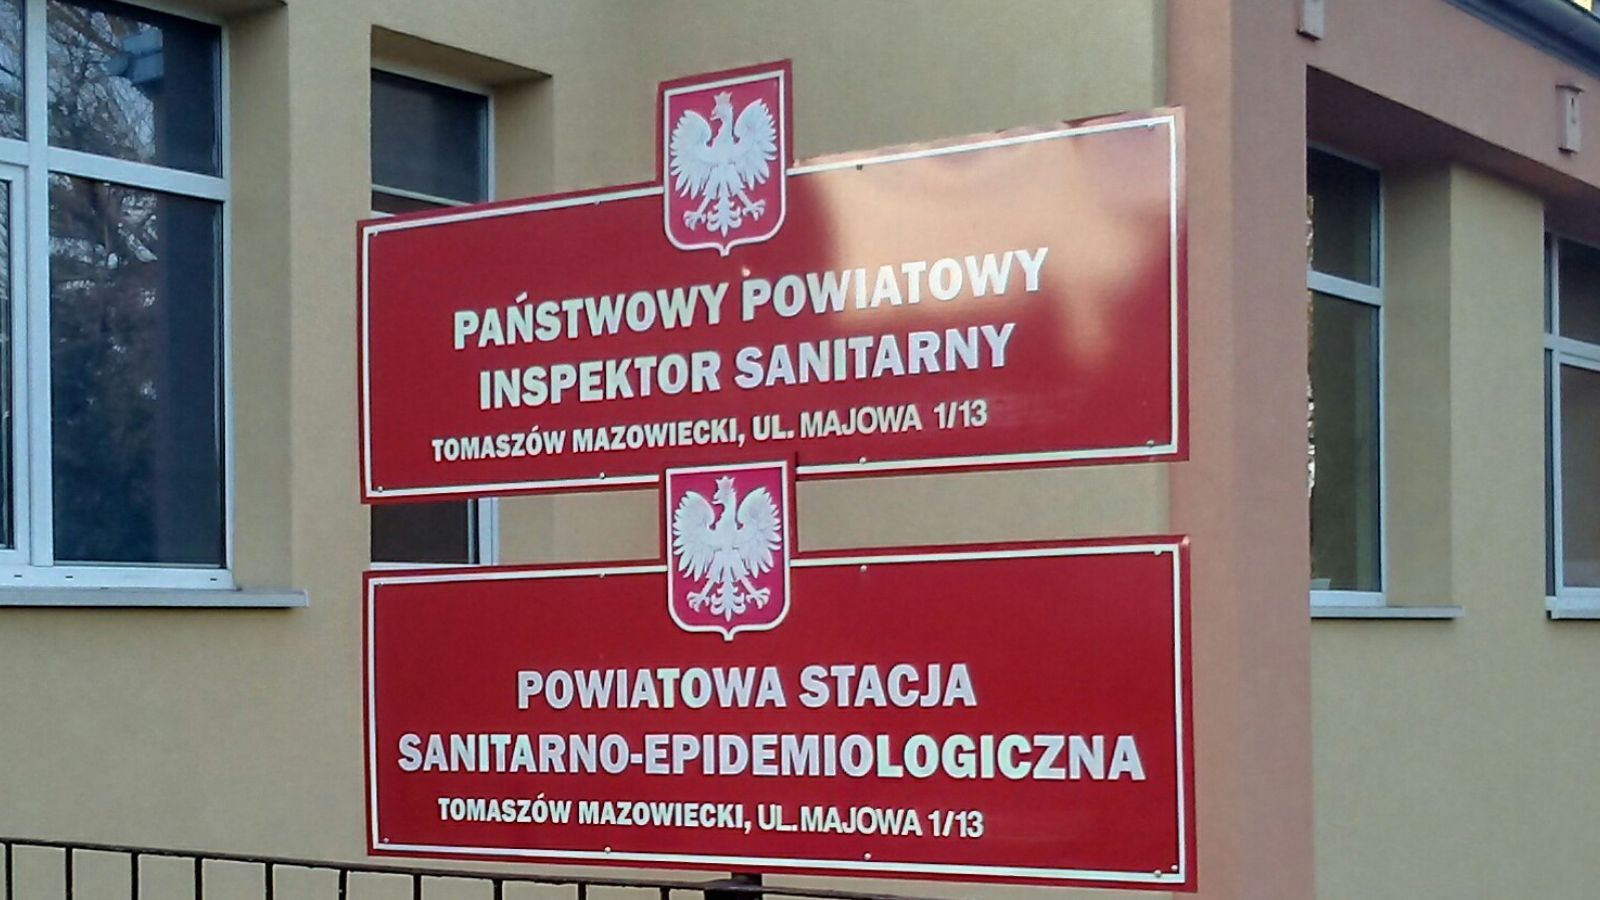 PAŃSTWOWY POWIATOWY
INSPEKTOR SANITARNY
TOMASZÓW MAZOWIECKI, UL. MAJOWA 1/13
POWIATOWA STACJA
SANITARNO-EPIDEMIOLOGICZNA
TOMASZÓW MAZOWIECKI, UL. MAJOWA 1/13